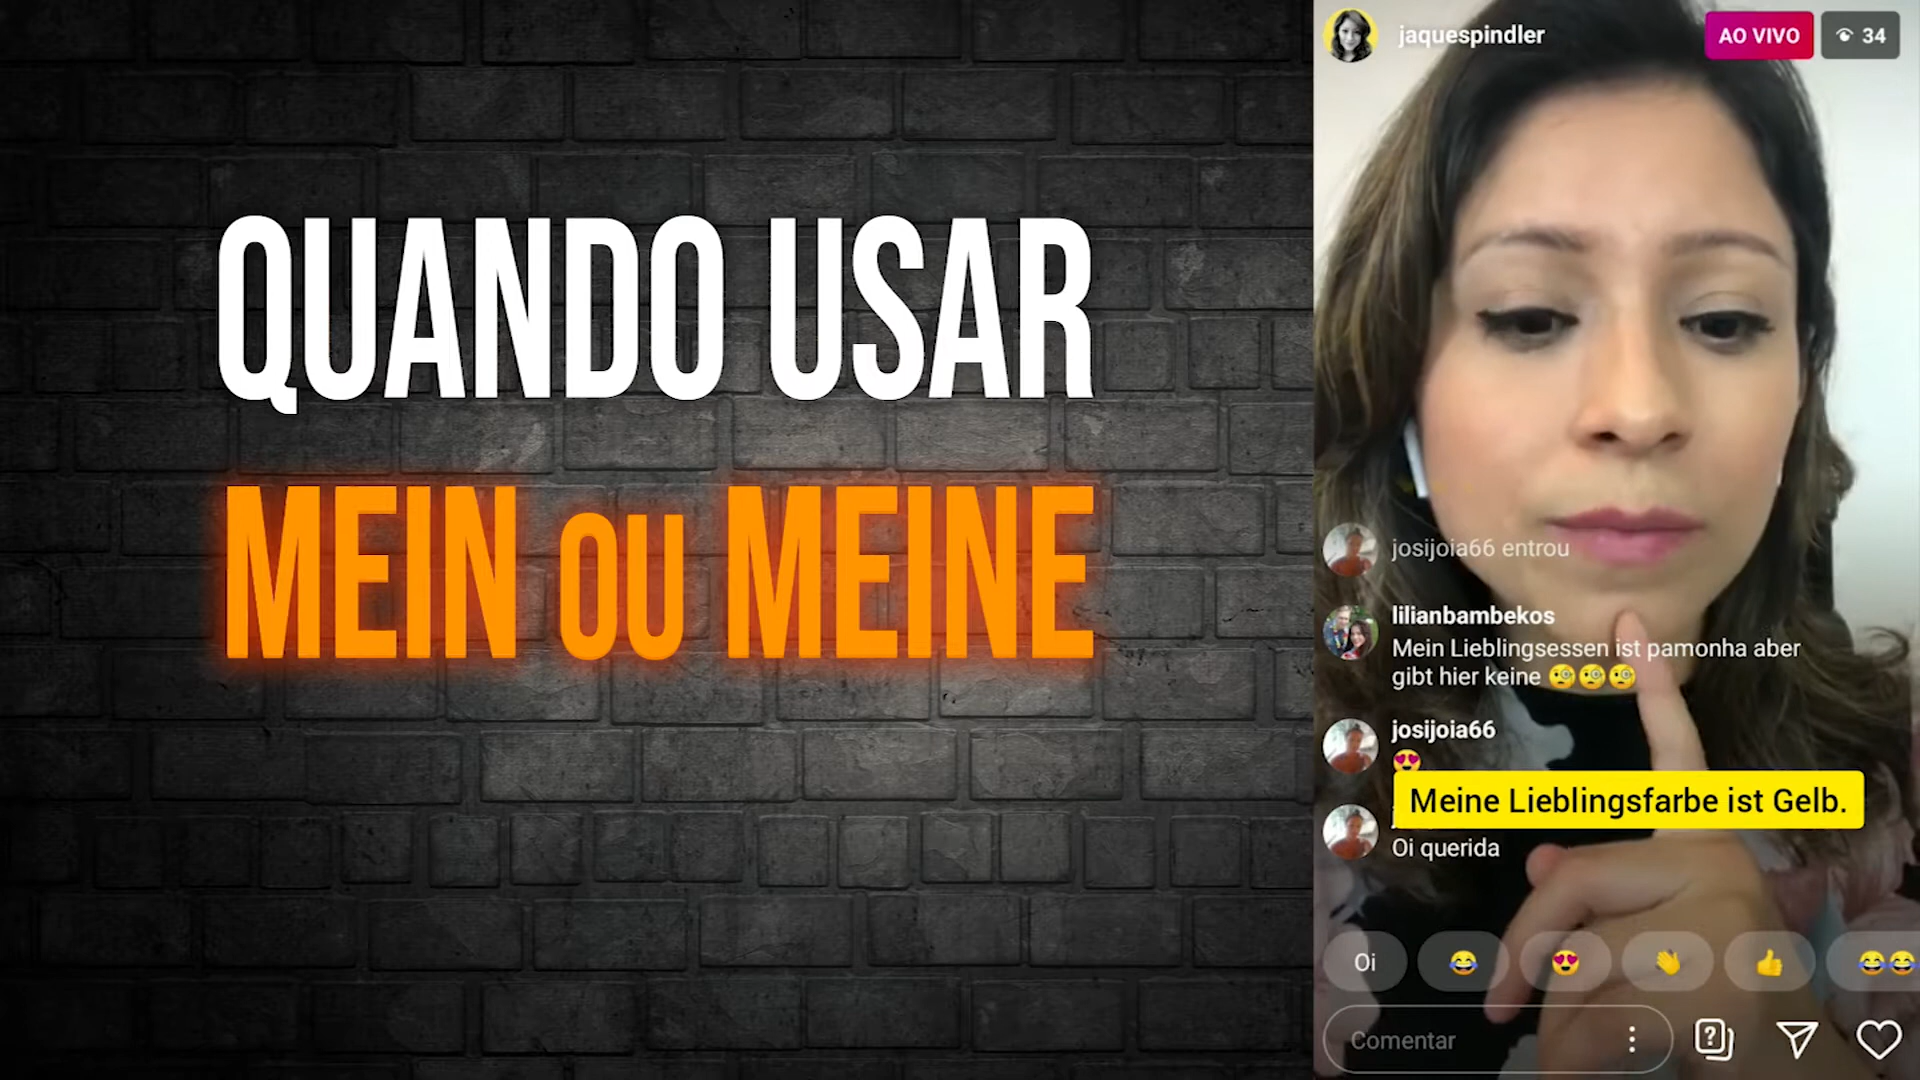 QUANDO USAR
MEIN OU MEINE
jaquespindler
AO VIVO
34
josijoia66 entrou
lilianbambekos
Mein Lieblingsessen ist pamonha aber
gibt hier keine
josijoia66
Meine Lieblingsfarbe ist Gelb.
Oi querida
Oi
Comentar